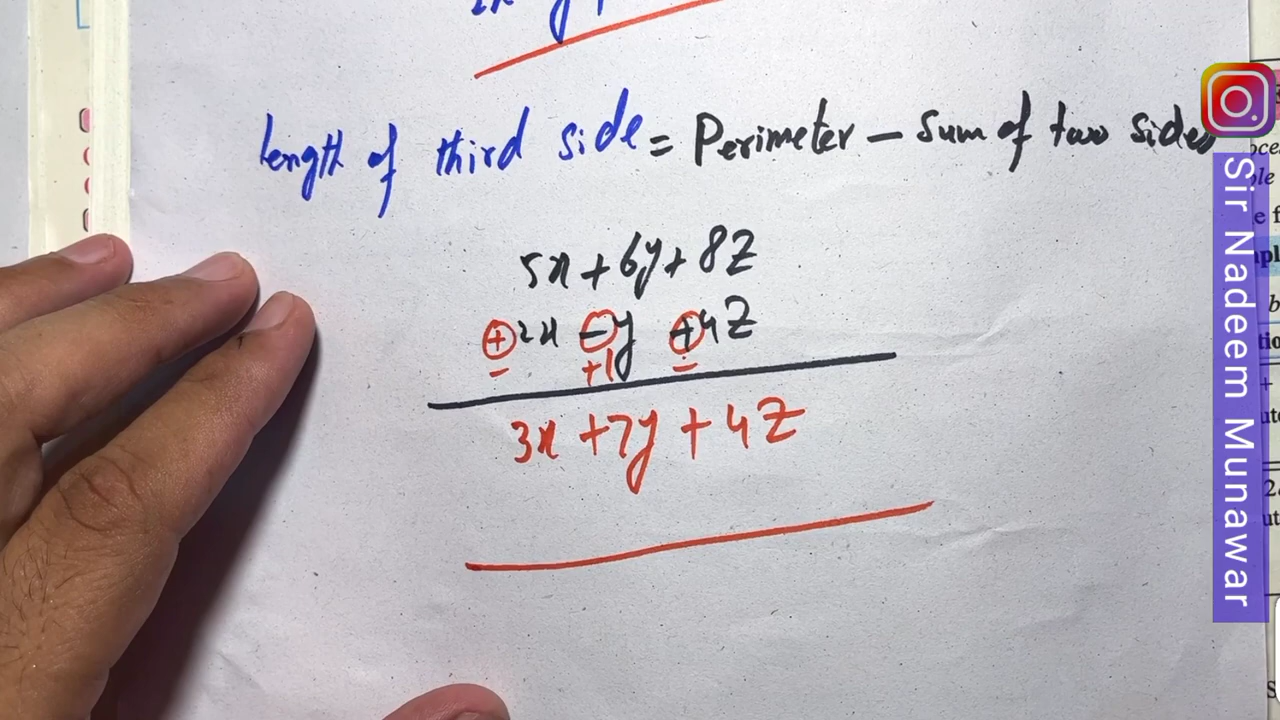 length of third side = Perimeter - sum of two sides
5x + 6y + 8z
+ 2x - y + 4z
- +1 -
3x + 7y + 4z
Sir Nadeem Munawar